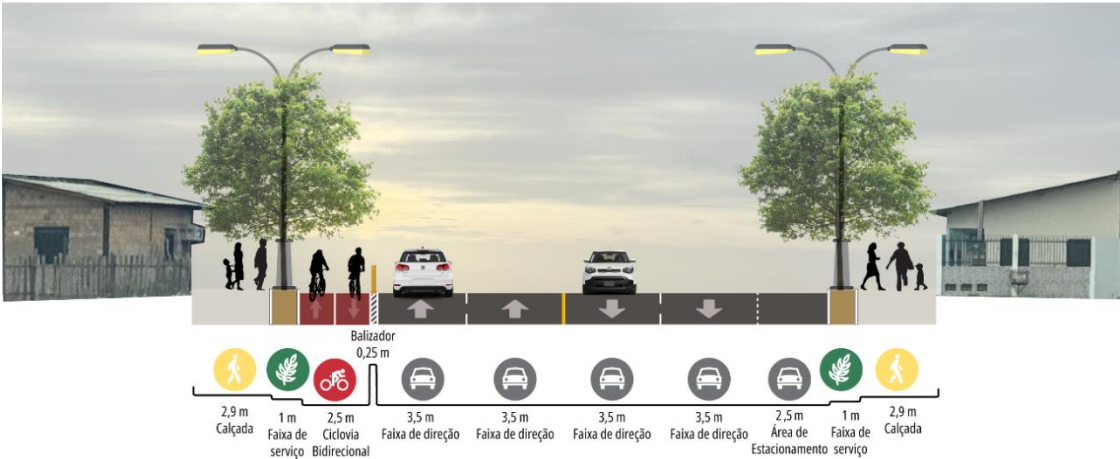 Balizador
0,25 m
2,9 m
Calçada
1 m
Faixa de
serviço
2,5 m
Ciclovia
Bidirecional
3,5 m
Faixa de direção
3,5 m
Faixa de direção
3,5 m
Faixa de direção
3,5 m
Faixa de direção
2,5 m
Área de
Estacionamento
1 m
Faixa de
serviço
2,9 m
Calçada